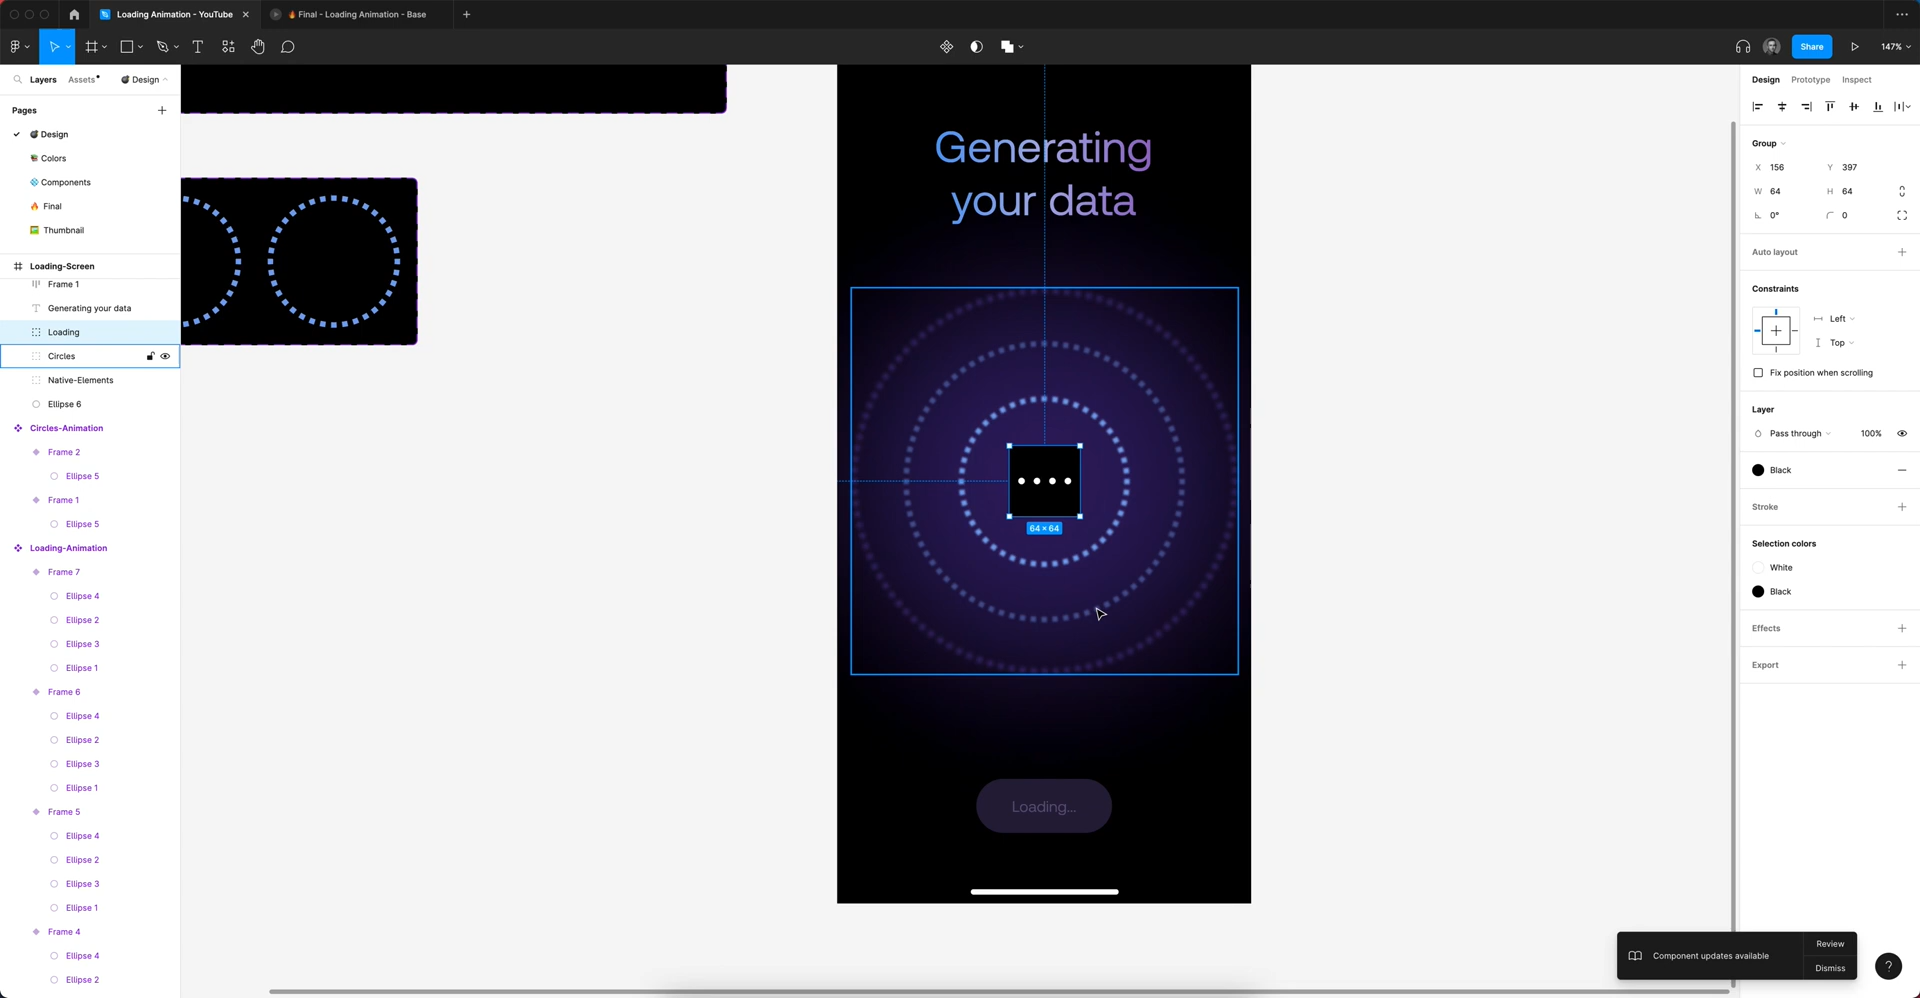 Loading Animation - YouTube
🔥 Final - Loading Animation - Base
Share
147%
Layers
Assets
Design
Pages
Design
Colors
Components
Final
Thumbnail
Loading-Screen
Frame 1
Generating your data
Loading
Circles
Native-Elements
Ellipse 6
Circles-Animation
Frame 2
Ellipse 5
Frame 1
Ellipse 5
Loading-Animation
Frame 7
Ellipse 4
Ellipse 2
Ellipse 3
Ellipse 1
Frame 6
Ellipse 4
Ellipse 2
Ellipse 3
Ellipse 1
Frame 5
Ellipse 4
Ellipse 2
Ellipse 3
Ellipse 1
Frame 4
Ellipse 4
Ellipse 2
Generating
your data
64 × 64
Loading...
Design Prototype Inspect
Group
X 156 Y 397
W 64 H 64
0° 0
Auto layout
Constraints
Left
Top
Fix position when scrolling
Layer
Pass through 100%
Black
Stroke
Selection colors
White
Black
Effects
Export
Component updates available
Review
Dismiss
?